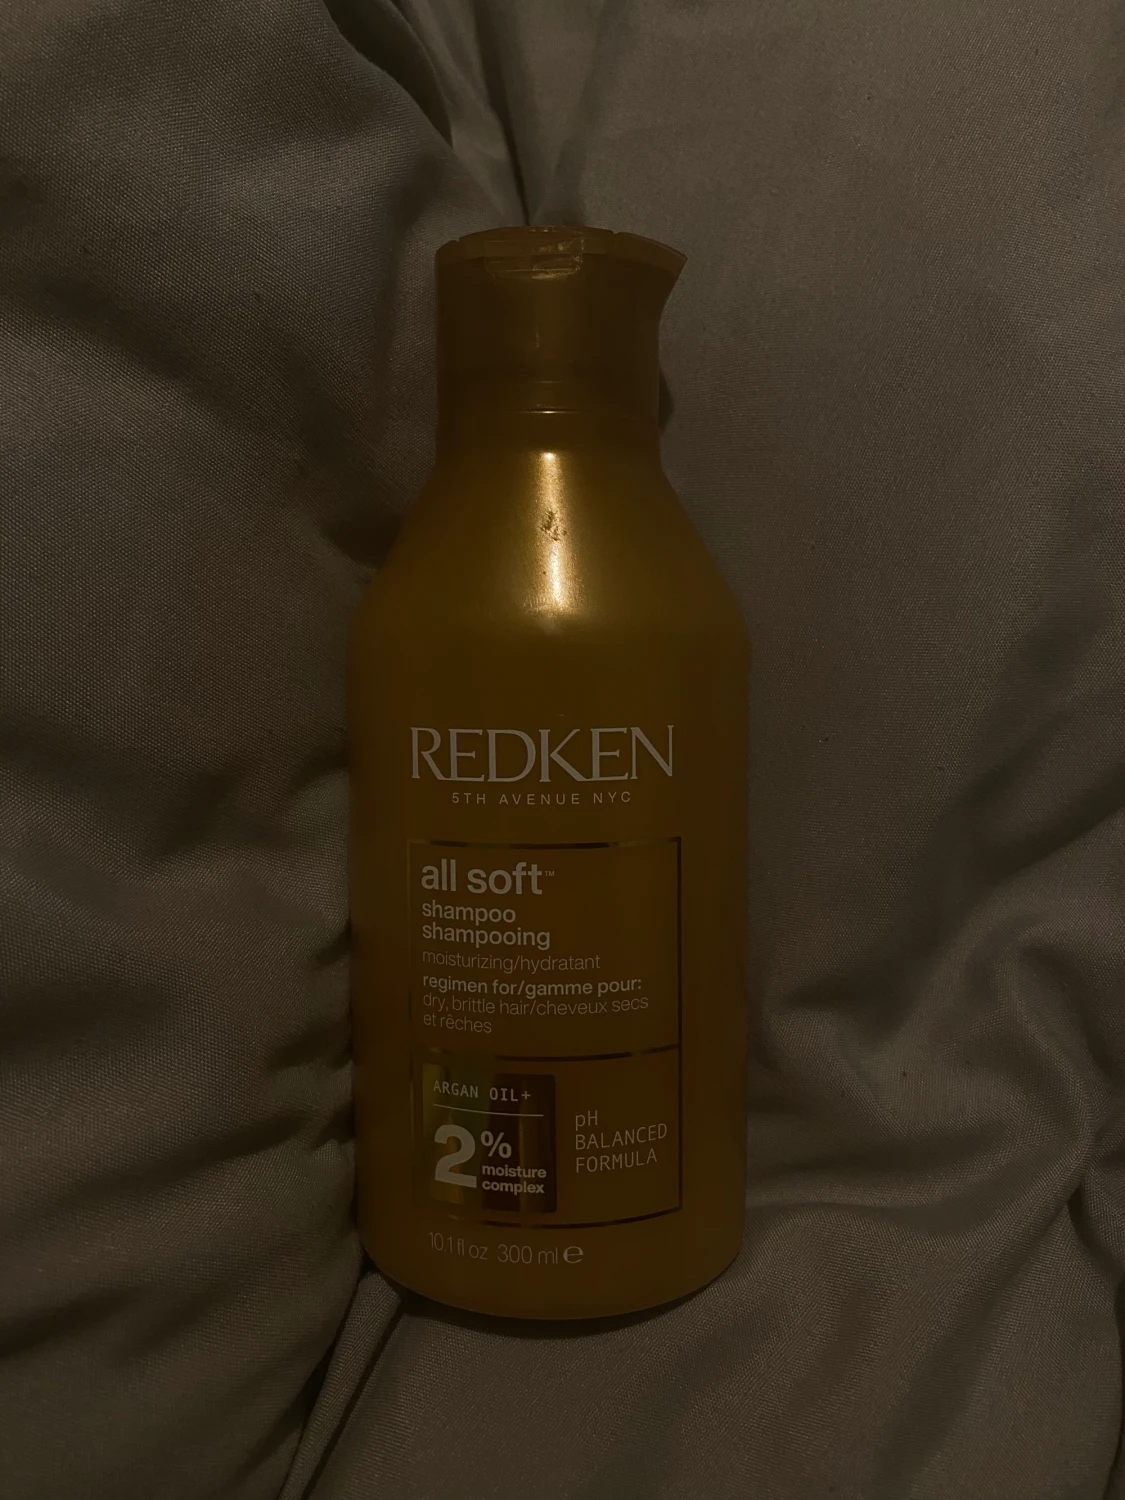 REDKEN
5TH AVENUE NYC
all soft™
shampoo
shampooing
moisturizing/hydratant
regimen for/gamme pour:
dry, brittle hair/cheveux secs
et rêches
ARGAN OIL+
2%
moisture
complex
pH
BALANCED
FORMULA
10.1 fl oz 300 ml ℮